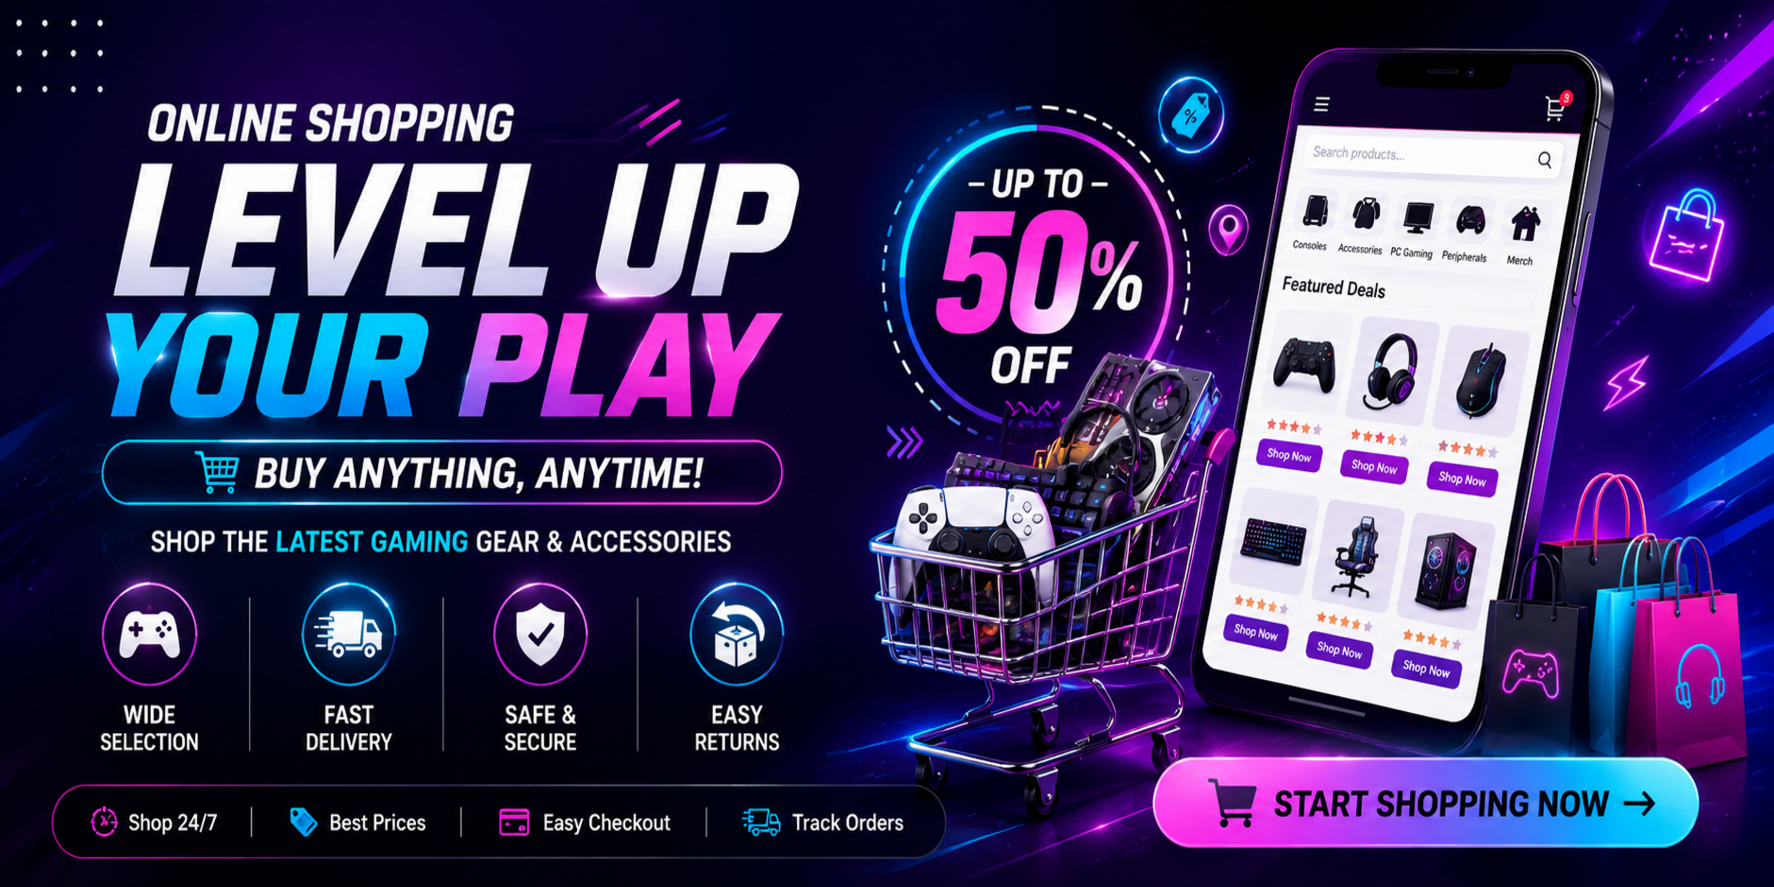 ONLINE SHOPPING
LEVEL UP
YOUR PLAY
BUY ANYTHING, ANYTIME!
SHOP THE LATEST GAMING GEAR & ACCESSORIES
WIDE
SELECTION
FAST
DELIVERY
SAFE &
SECURE
EASY
RETURNS
Shop 24/7
Best Prices
Easy Checkout
Track Orders
– UP TO –
50%
OFF
%
Search products...
Consoles
Accessories
PC Gaming
Peripherals
Merch
Featured Deals
Shop Now
Shop Now
Shop Now
Shop Now
Shop Now
Shop Now
START SHOPPING NOW →